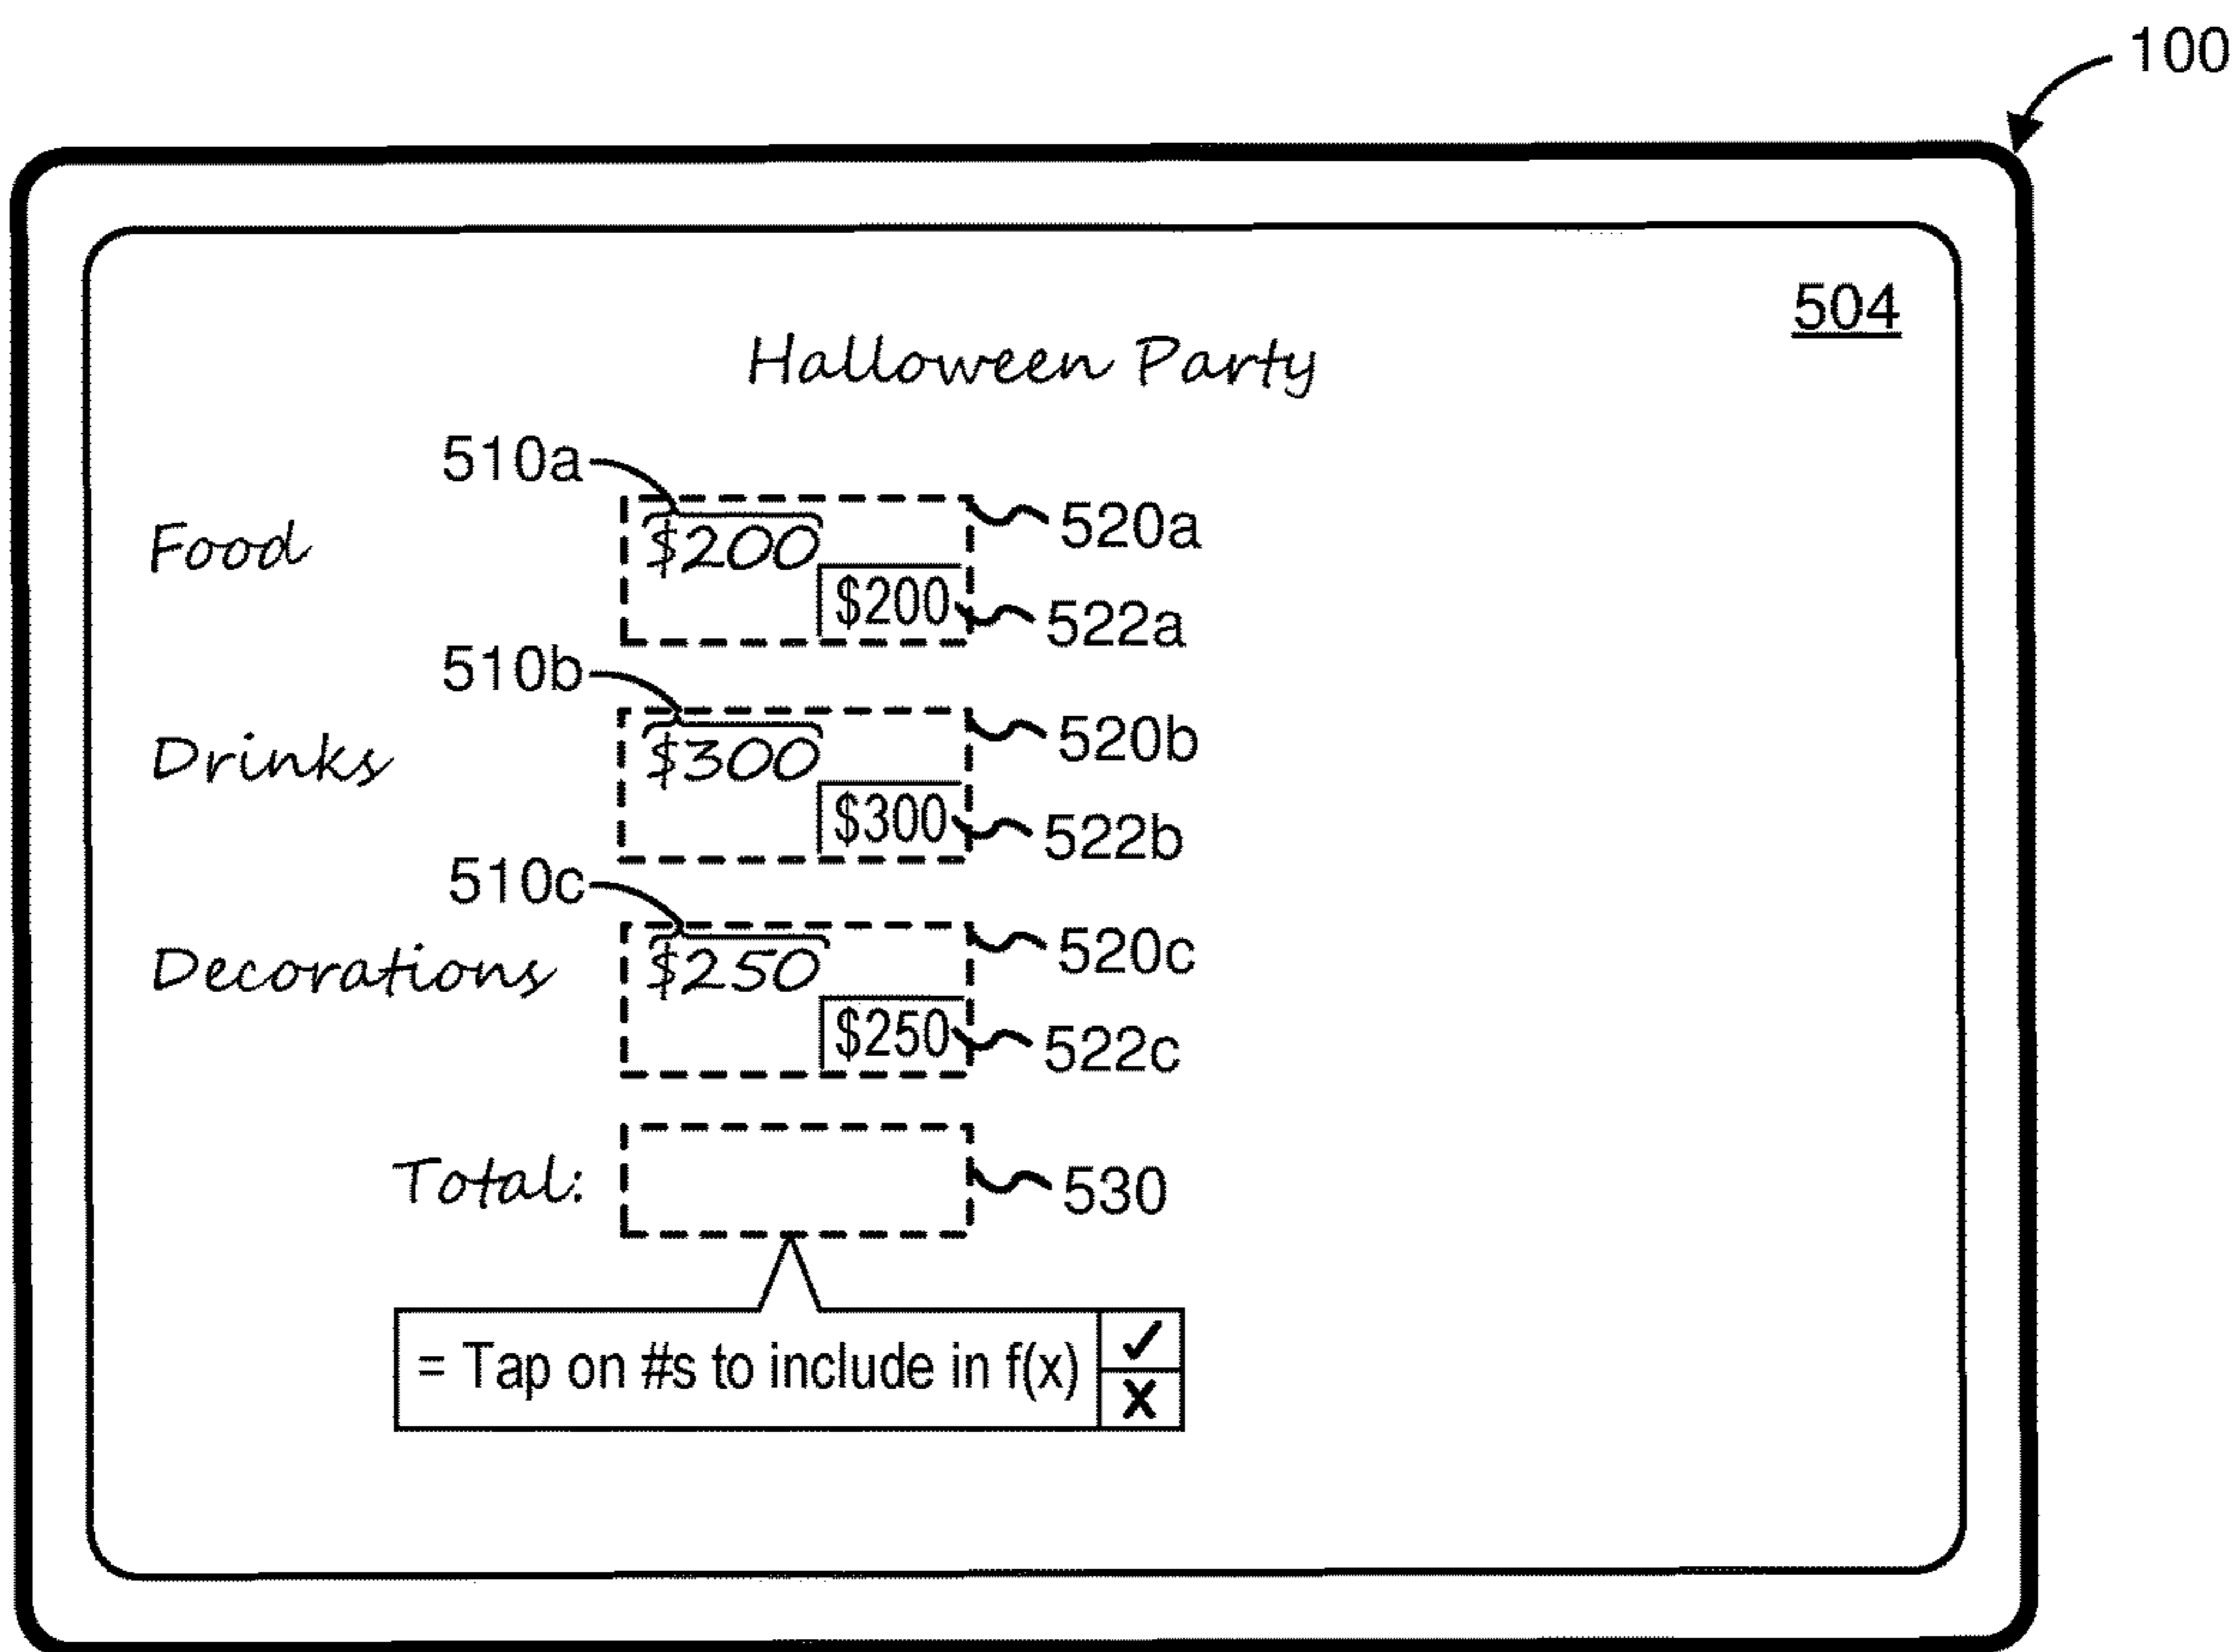 100
504
Halloween Party
510a
Food $200 520a
$200 522a
510b
Drinks $300 520b
$300 522b
510c
Decorations $250 520c
$250 522c
Total: 530
= Tap on #s to include in f(x) ✓
X